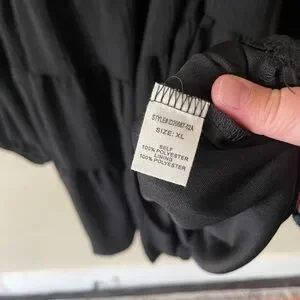 SIZE: XL
SELF
100% POLYESTER
LINING
100% POLYESTER